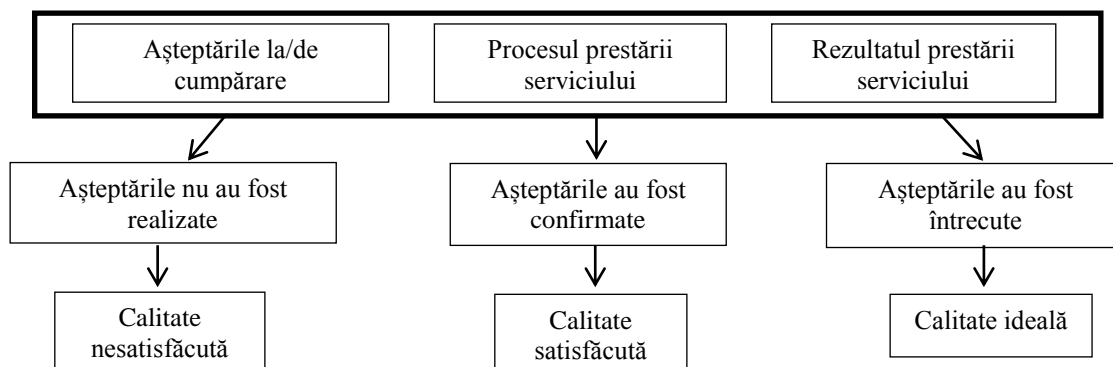 Așteptările la/de
cumpărare
Procesul prestării
serviciului
Rezultatul prestării
serviciului
Așteptările nu au fost
realizate
Așteptările au fost
confirmate
Așteptările au fost
întrecute
Calitate
nesatisfăcută
Calitate
satisfăcută
Calitate ideală